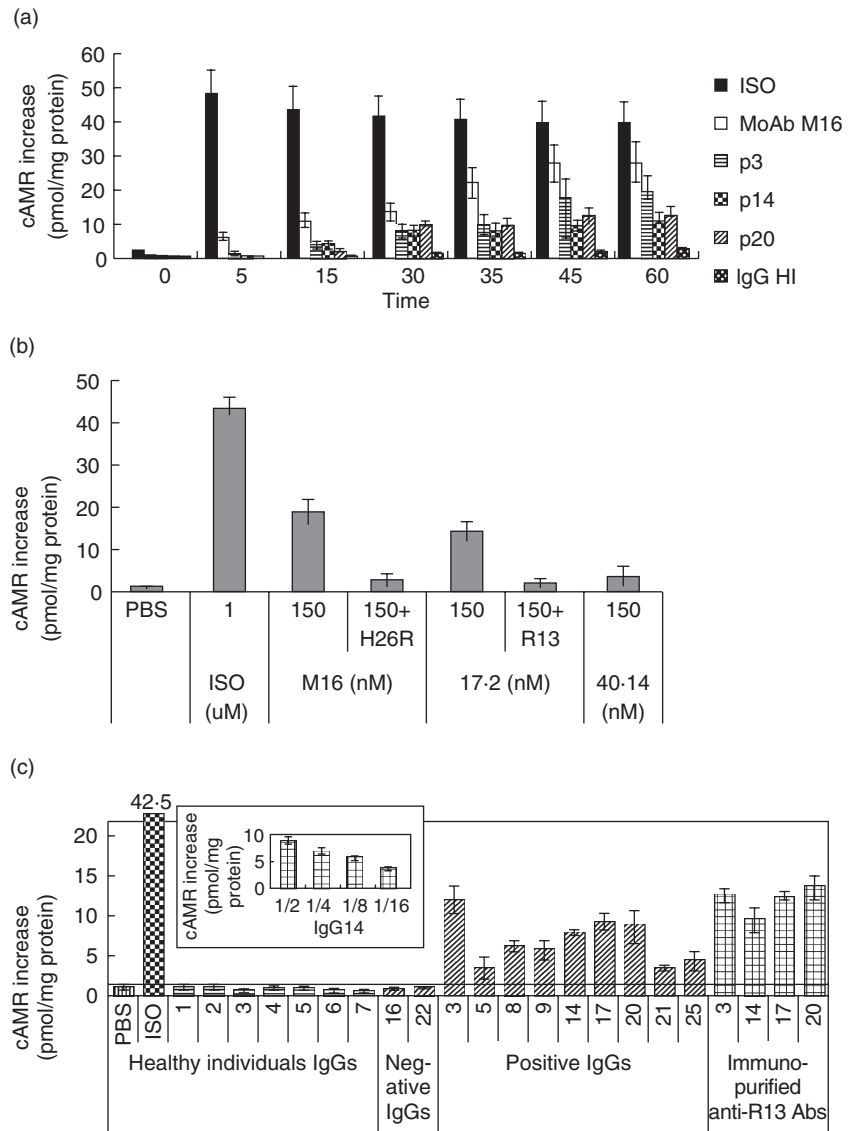 (a)
cAMR increase
(pmol/mg protein)
60
50
40
30
20
10
0
0 5 15 30 35 45 60
Time
ISO
MoAb M16
p3
p14
p20
IgG HI
(b)
cAMR increase
(pmol/mg protein)
50
40
30
20
10
0
PBS 1 150 150+ 150 150+ 150
H26R R13
ISO M16 (nM) 17·2 (nM) 40·14
(uM) (nM)
(c)
cAMR increase
(pmol/mg protein)
42·5
20
15
10
5
0
cAMR increase
(pmol/mg
protein)
10
5
0
1/2 1/4 1/8 1/16
IgG14
PBS ISO 1 2 3 4 5 6 7 16 22 3 5 8 9 14 17 20 21 25 3 14 17 20
Healthy individuals IgGs Neg- Positive IgGs Immuno-
ative purified
IgGs anti-R13 Abs